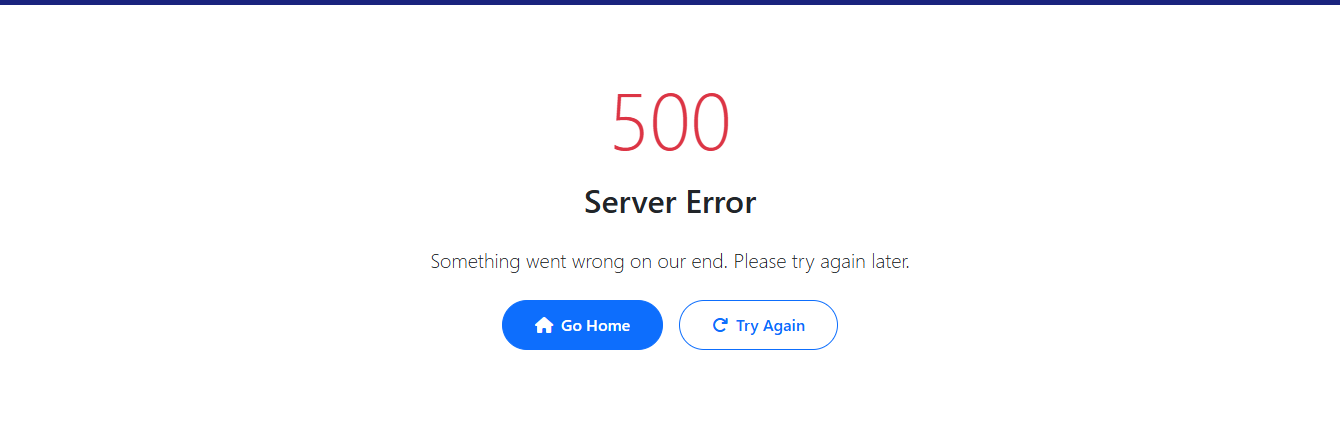 500
Server Error
Something went wrong on our end. Please try again later.
Go Home
Try Again